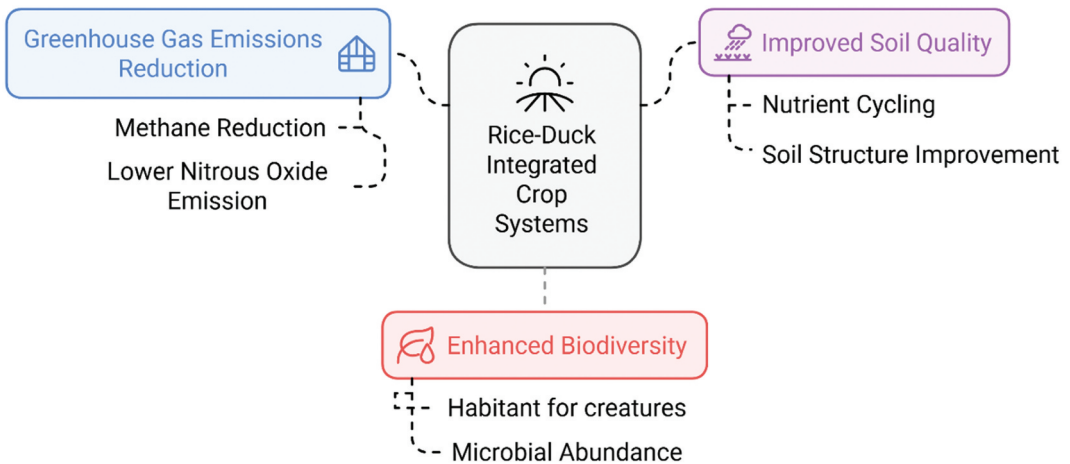 Greenhouse Gas Emissions
Reduction
Methane Reduction
Lower Nitrous Oxide
Emission
Rice-Duck
Integrated
Crop
Systems
Improved Soil Quality
Nutrient Cycling
Soil Structure Improvement
Enhanced Biodiversity
Habitant for creatures
Microbial Abundance